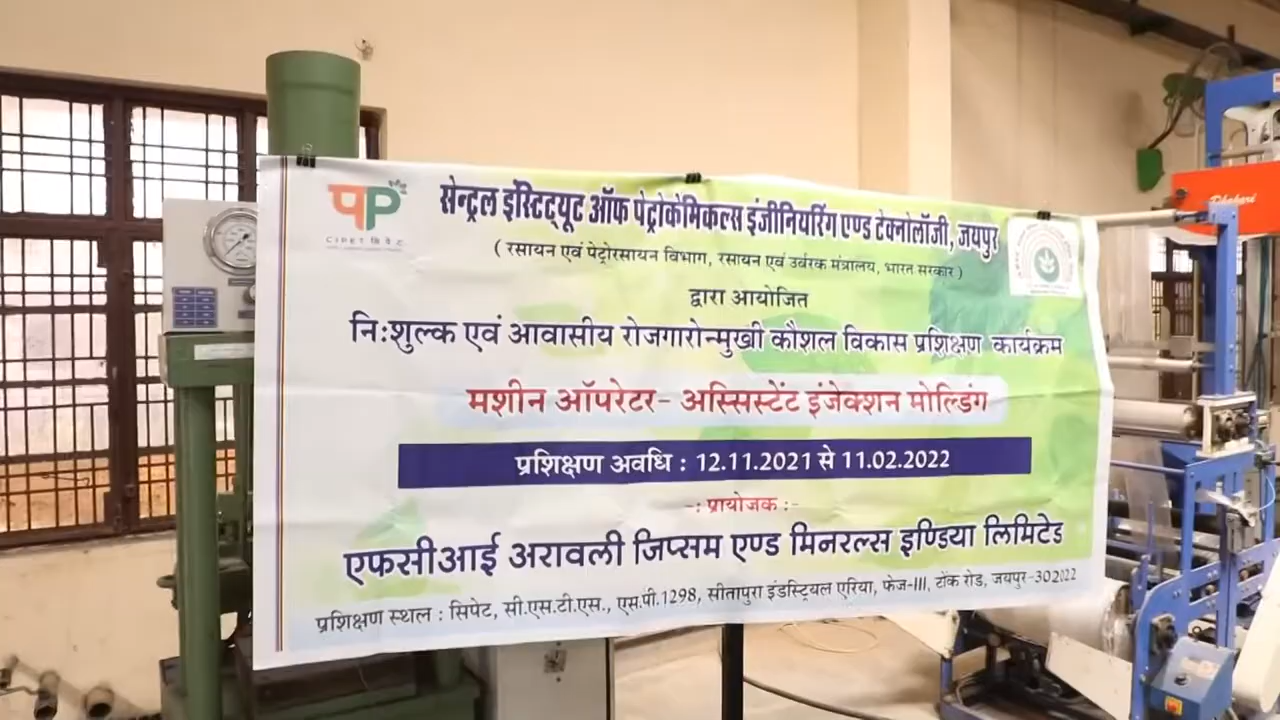 सेन्ट्रल इंस्टिट्यूट ऑफ पेट्रोकेमिकल्स इंजीनियरिंग एण्ड टेक्नोलॉजी, जयपुर
CIPET सिपेट
( रसायन एवं पेट्रोरसायन विभाग, रसायन एवं उर्वरक मंत्रालय, भारत सरकार )
द्वारा आयोजित
नि:शुल्क एवं आवासीय रोजगारोन्मुखी कौशल विकास प्रशिक्षण कार्यक्रम
मशीन ऑपरेटर- अस्सिस्टेंट इंजेक्शन मोल्डिंग
प्रशिक्षण अवधि : 12.11.2021 से 11.02.2022
-: प्रायोजक :-
एफसीआई अरावली जिप्सम एण्ड मिनरल्स इण्डिया लिमिटेड
प्रशिक्षण स्थल : सिपेट, सी.एस.टी.एस., एस.पी.1298, सीतापुरा इंडस्ट्रियल एरिया, फेज-III, टोंक रोड, जयपुर-302022